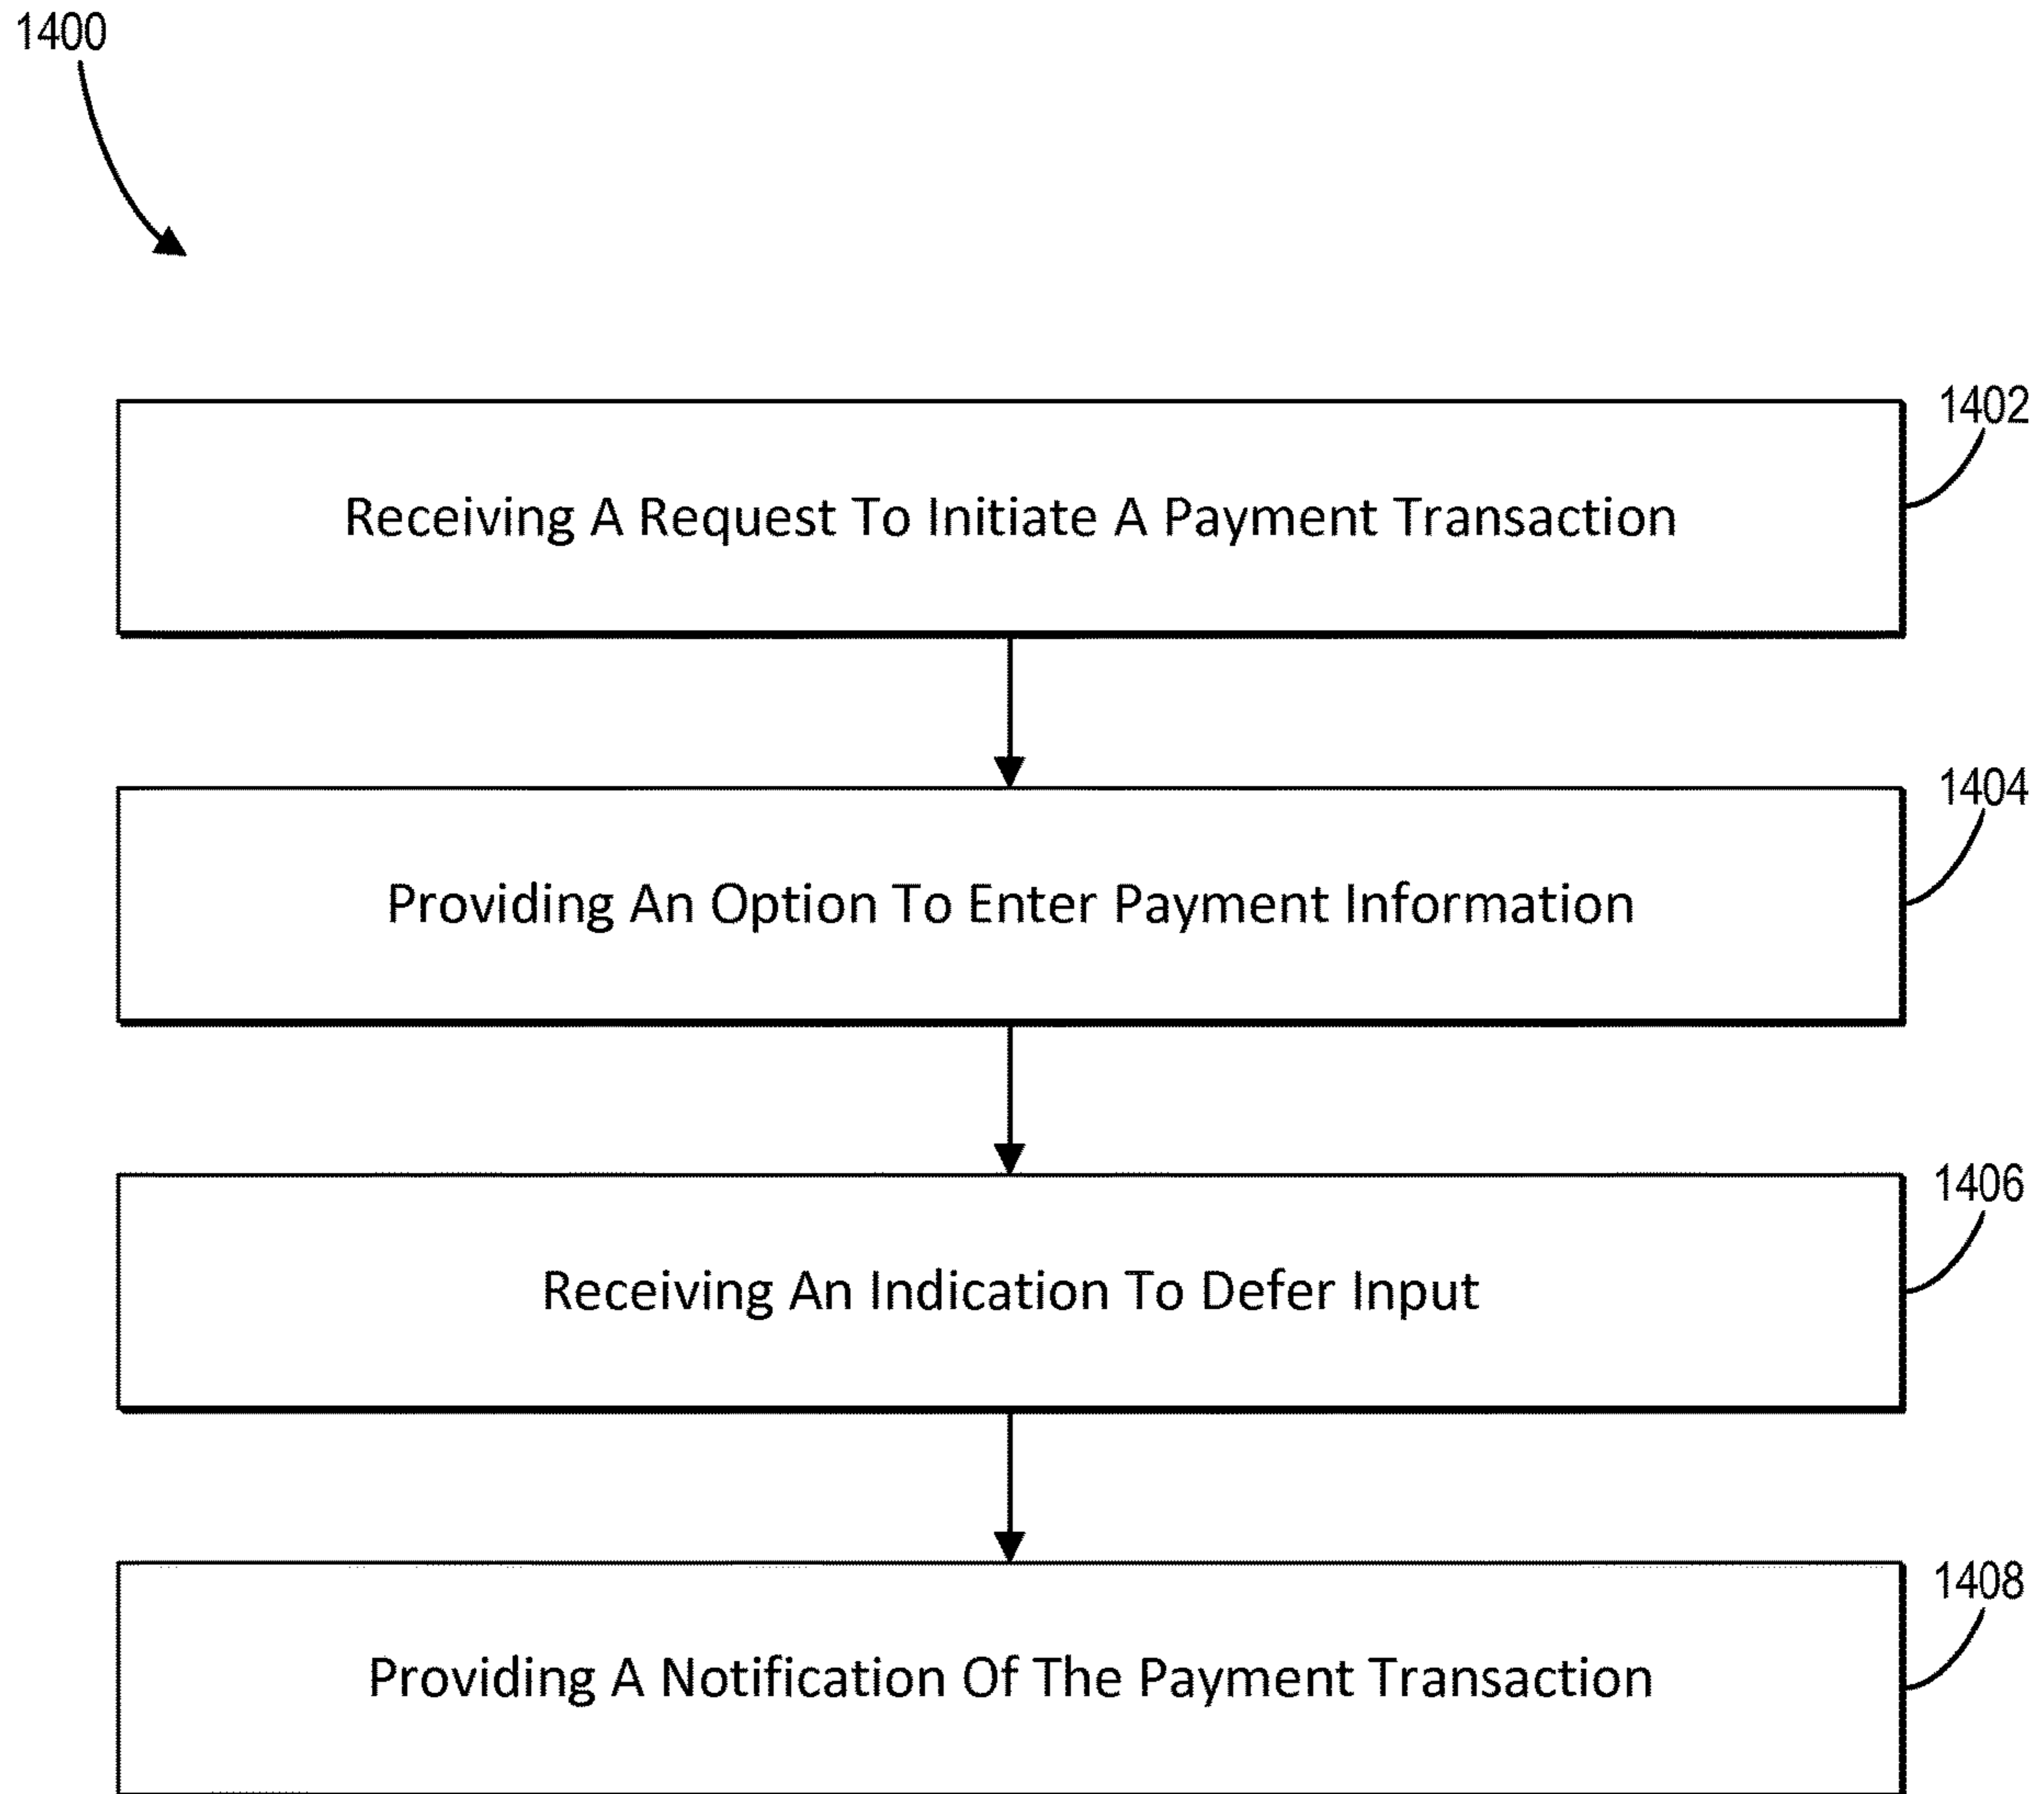 1400
1402
Receiving A Request To Initiate A Payment Transaction
1404
Providing An Option To Enter Payment Information
1406
Receiving An Indication To Defer Input
1408
Providing A Notification Of The Payment Transaction